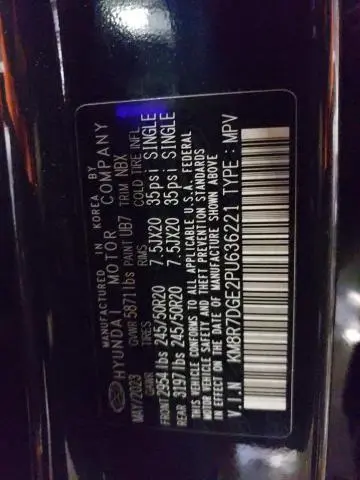 MANUFACTURED IN KOREA BY
HYUNDAI MOTOR COMPANY
MAY/2023 GVWR 5871 lbs PAINT UB7 TRIM NBX
GAWR TIRES RIMS COLD TIRE INFL
FRONT 2954 lbs 245/50R20 7.5JX20 35psi SINGLE
REAR 3197 lbs 245/50R20 7.5JX20 35psi SINGLE
THIS VEHICLE CONFORMS TO ALL APPLICABLE U.S.A. FEDERAL
MOTOR VEHICLE SAFETY AND THEFT PREVENTION STANDARDS
IN EFFECT ON THE DATE OF MANUFACTURE SHOWN ABOVE
V.I.N KM8R7DGE2PU636221 TYPE: MPV